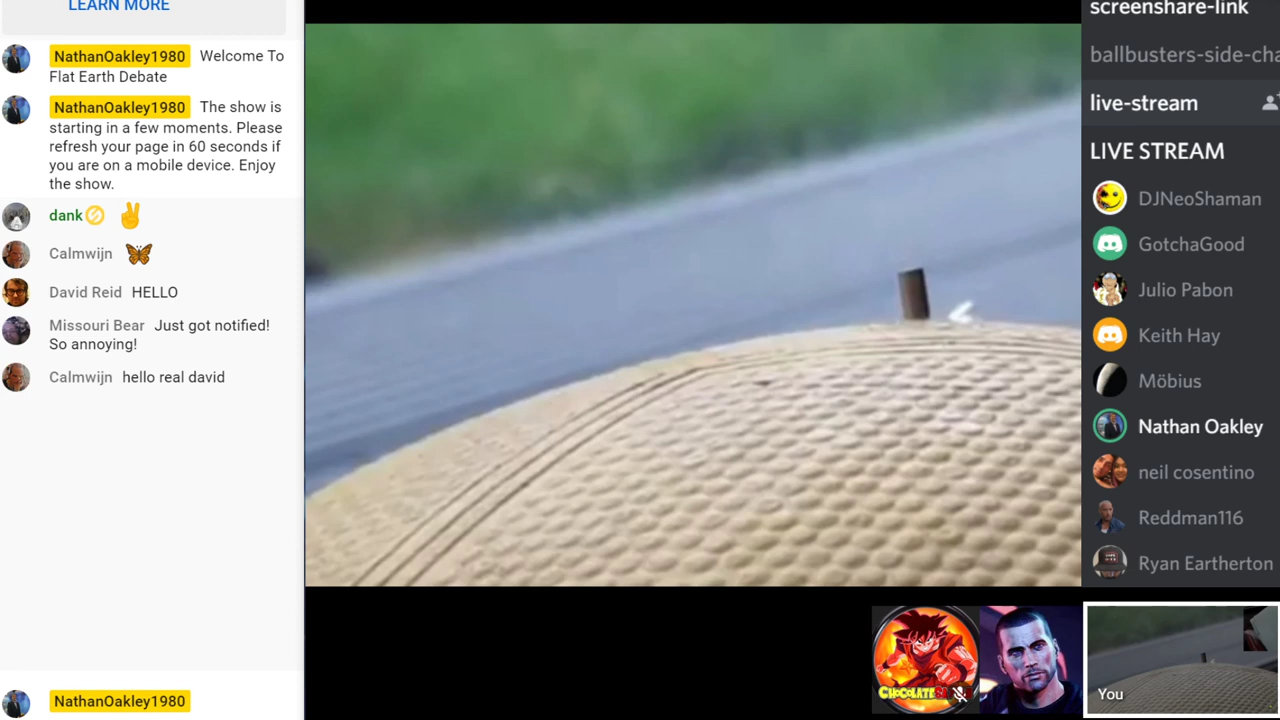 LEARN MORE
NathanOakley1980 Welcome To
Flat Earth Debate
NathanOakley1980 The show is
starting in a few moments. Please
refresh your page in 60 seconds if
you are on a mobile device. Enjoy
the show.
dank
Calmwijn
David Reid HELLO
Missouri Bear Just got notified!
So annoying!
Calmwijn hello real david
NathanOakley1980
screenshare-link
ballbusters-side-cha
live-stream
LIVE STREAM
DJNeoShaman
GotchaGood
Julio Pabon
Keith Hay
Möbius
Nathan Oakley
neil cosentino
Reddman116
Ryan Eartherton
You